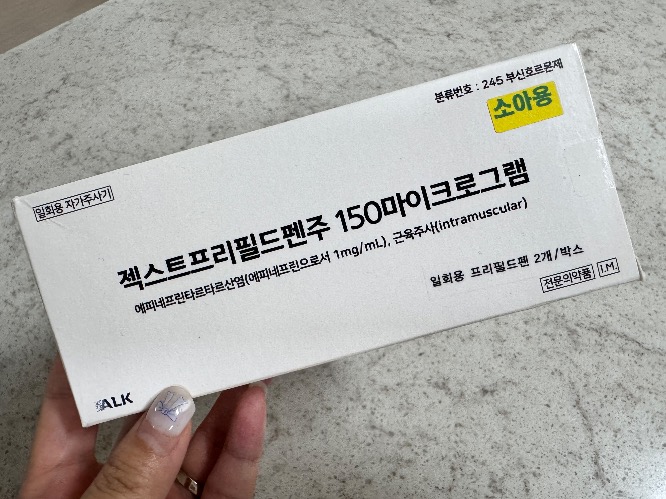 분류번호 : 245 부신호르몬제
소아용
일회용 자가주사기
젝스트프리필드펜주 150마이크로그램
에피네프린타르타르산염(에피네프린으로서 1mg/mL), 근육주사(intramuscular)
일회용 프리필드펜 2개/박스
전문의약품 I.M.
ALK